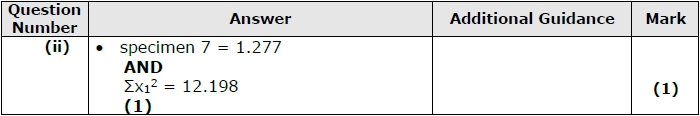 Question Number | Answer | Additional Guidance | Mark
(ii) | • specimen 7 = 1.277
AND
Σx₁² = 12.198
(1) | | (1)